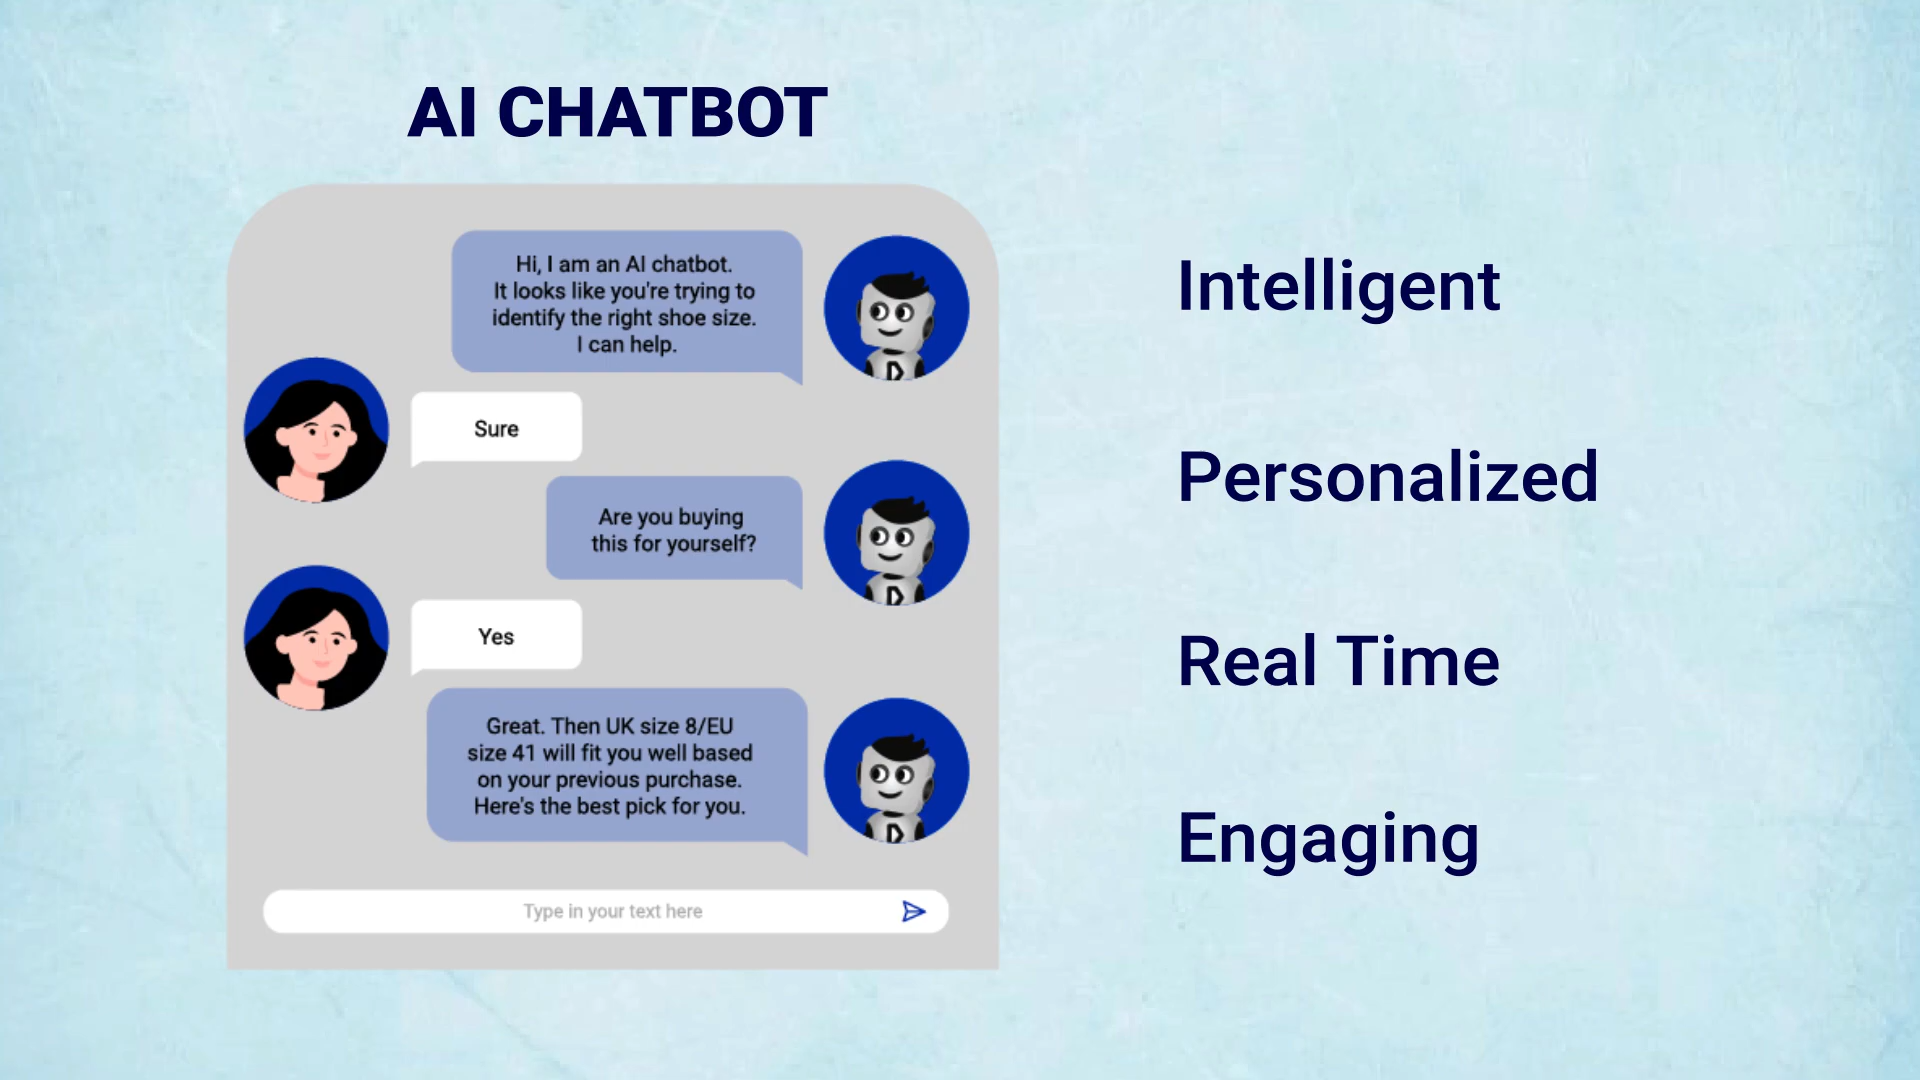 AI CHATBOT
Hi, I am an AI chatbot.
It looks like you're trying to
identify the right shoe size.
I can help.
Sure
Are you buying
this for yourself?
Yes
Great. Then UK size 8/EU
size 41 will fit you well based
on your previous purchase.
Here's the best pick for you.
Type in your text here
Intelligent
Personalized
Real Time
Engaging